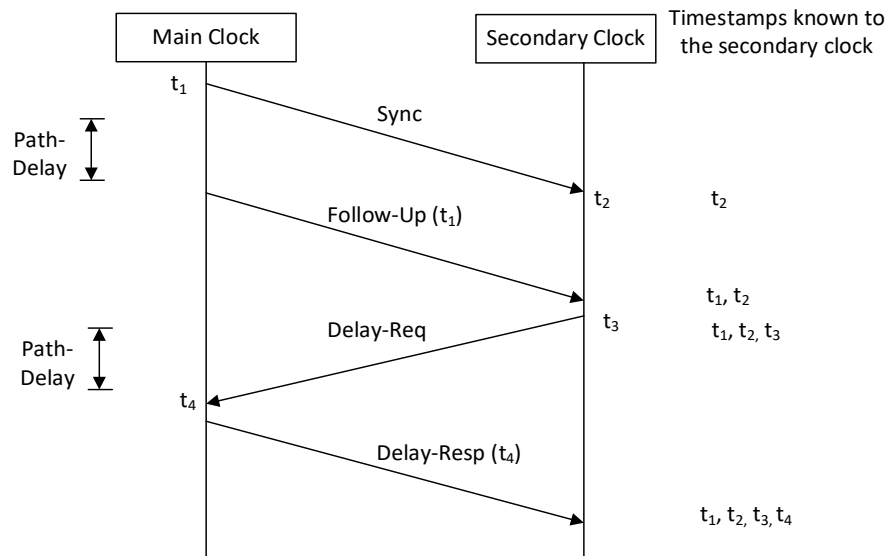 Main Clock
Secondary Clock
Timestamps known to
the secondary clock
t₁
Sync
Path-
Delay
t₂
t₂
Follow-Up (t₁)
t₁, t₂
t₃
t₁, t₂, t₃
Delay-Req
Path-
Delay
t₄
Delay-Resp (t₄)
t₁, t₂, t₃, t₄